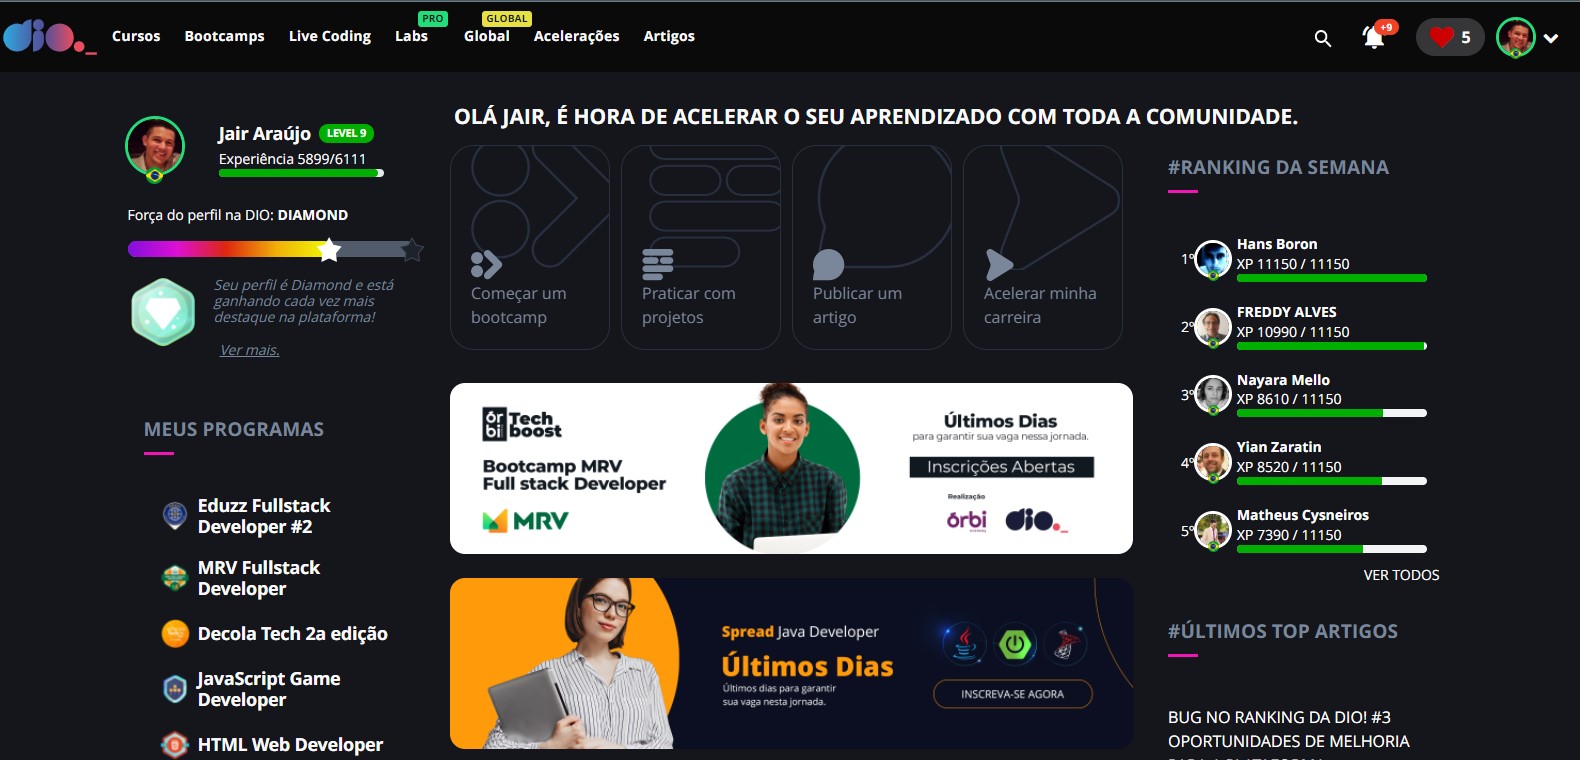 dio._
Cursos
Bootcamps
Live Coding
PRO
Labs
GLOBAL
Global
Acelerações
Artigos
+9
5
Jair Araújo LEVEL 9
Experiência 5899/6111
Força do perfil na DIO: DIAMOND
Seu perfil é Diamond e está
ganhando cada vez mais
destaque na plataforma!
Ver mais.
MEUS PROGRAMAS
Eduzz Fullstack
Developer #2
MRV Fullstack
Developer
Decola Tech 2a edição
JavaScript Game
Developer
HTML Web Developer
OLÁ JAIR, É HORA DE ACELERAR O SEU APRENDIZADO COM TODA A COMUNIDADE.
Começar um
bootcamp
Praticar com
projetos
Publicar um
artigo
Acelerar minha
carreira
ór Tech
bi boost
Bootcamp MRV
Full stack Developer
MRV
Últimos Dias
para garantir sua vaga nessa jornada.
Inscrições Abertas
Realização
órbi
dio._
Spread Java Developer
Últimos Dias
Últimos dias para garantir
sua vaga nesta jornada.
INSCREVA-SE AGORA
#RANKING DA SEMANA
1º
Hans Boron
XP 11150 / 11150
2º
FREDDY ALVES
XP 10990 / 11150
3º
Nayara Mello
XP 8610 / 11150
4º
Yian Zaratin
XP 8520 / 11150
5º
Matheus Cysneiros
XP 7390 / 11150
VER TODOS
#ÚLTIMOS TOP ARTIGOS
BUG NO RANKING DA DIO! #3
OPORTUNIDADES DE MELHORIA